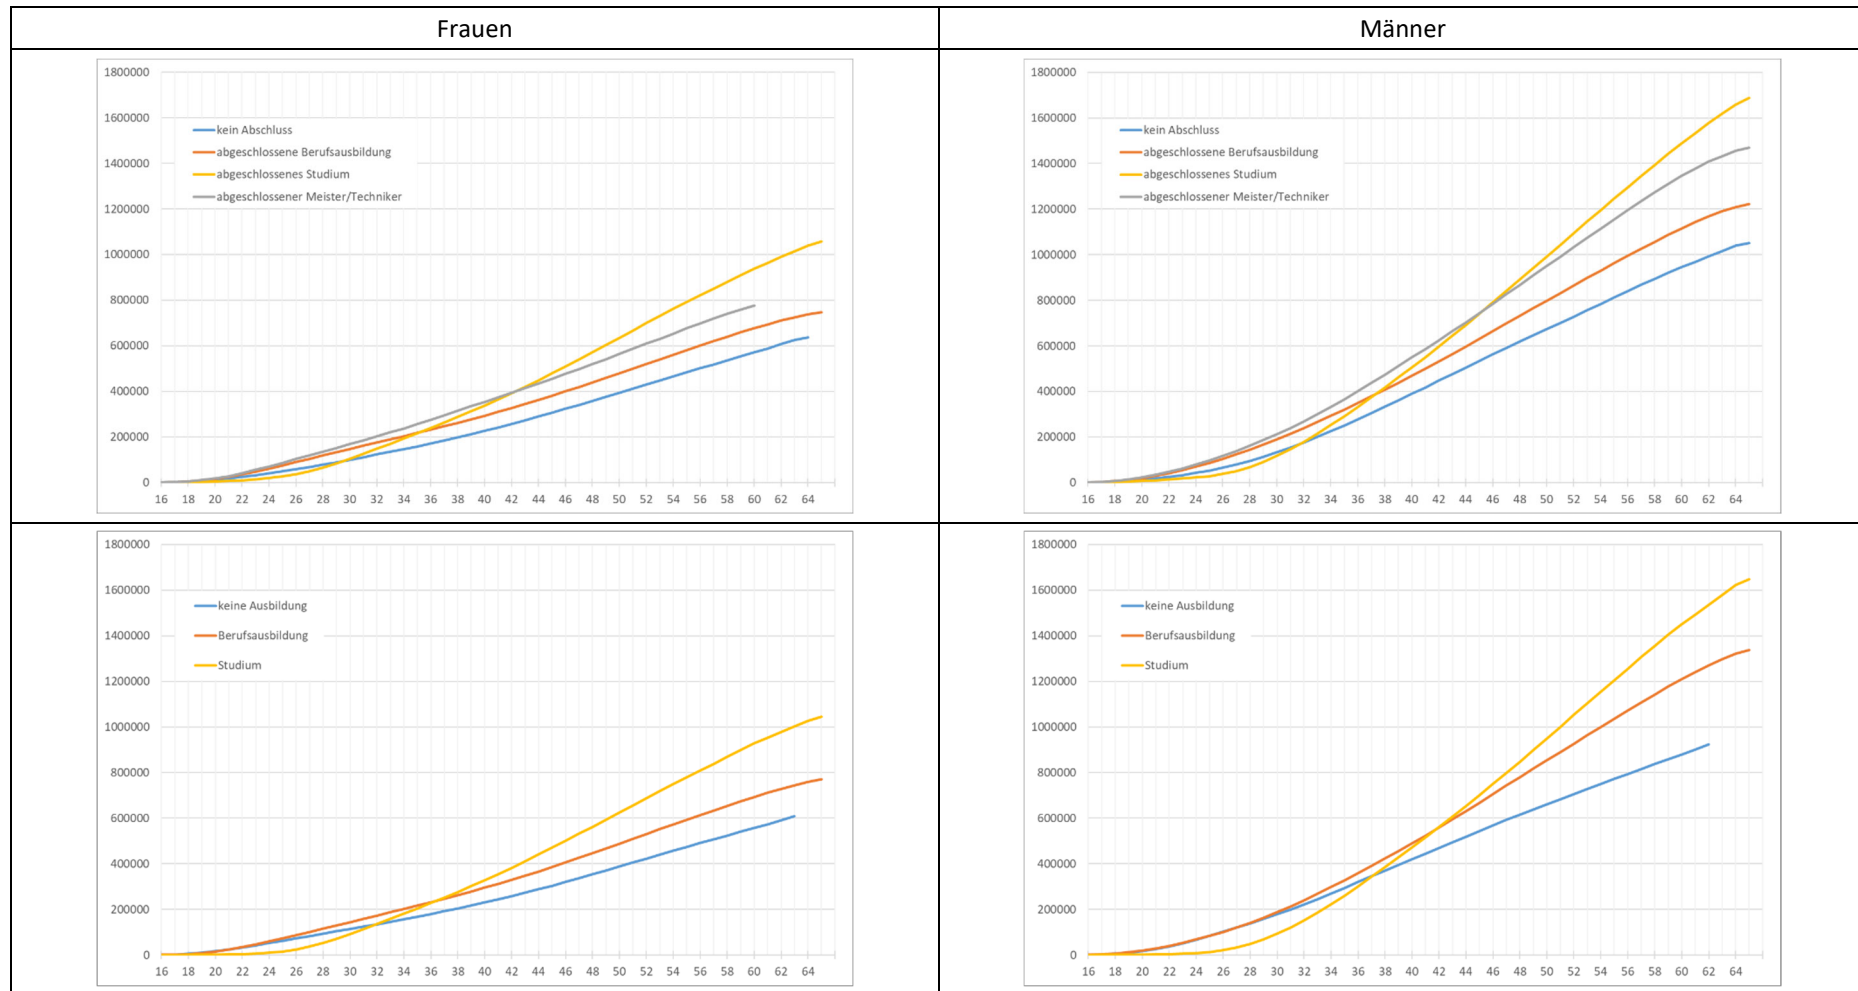 Frauen
Männer
1800000
1600000
1400000
1200000
1000000
800000
600000
400000
200000
0
kein Abschluss
abgeschlossene Berufsausbildung
abgeschlossenes Studium
abgeschlossener Meister/Techniker
16 18 20 22 24 26 28 30 32 34 36 38 40 42 44 46 48 50 52 54 56 58 60 62 64
1800000
1600000
1400000
1200000
1000000
800000
600000
400000
200000
0
kein Abschluss
abgeschlossene Berufsausbildung
abgeschlossenes Studium
abgeschlossener Meister/Techniker
16 18 20 22 24 26 28 30 32 34 36 38 40 42 44 46 48 50 52 54 56 58 60 62 64
1800000
1600000
1400000
1200000
1000000
800000
600000
400000
200000
0
keine Ausbildung
Berufsausbildung
Studium
16 18 20 22 24 26 28 30 32 34 36 38 40 42 44 46 48 50 52 54 56 58 60 62 64
1800000
1600000
1400000
1200000
1000000
800000
600000
400000
200000
0
keine Ausbildung
Berufsausbildung
Studium
16 18 20 22 24 26 28 30 32 34 36 38 40 42 44 46 48 50 52 54 56 58 60 62 64